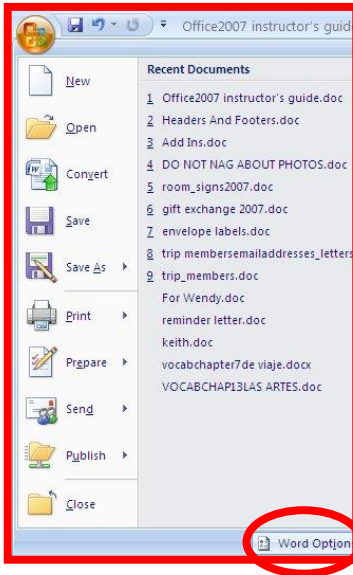 Office2007 instructor's guid
New
Open
Convert
Save
Save As
Print
Prepare
Send
Publish
Close
Recent Documents
1 Office2007 instructor's guide.doc
2 Headers And Footers.doc
3 Add Ins.doc
4 DO NOT NAG ABOUT PHOTOS.doc
5 room_signs2007.doc
6 gift exchange 2007.doc
7 envelope labels.doc
8 trip membersemailaddresses_letters
9 trip_members.doc
For Wendy.doc
reminder letter.doc
keith.doc
vocabchapter7de viaje.docx
VOCABCHAP13LAS ARTES.doc
Word Option